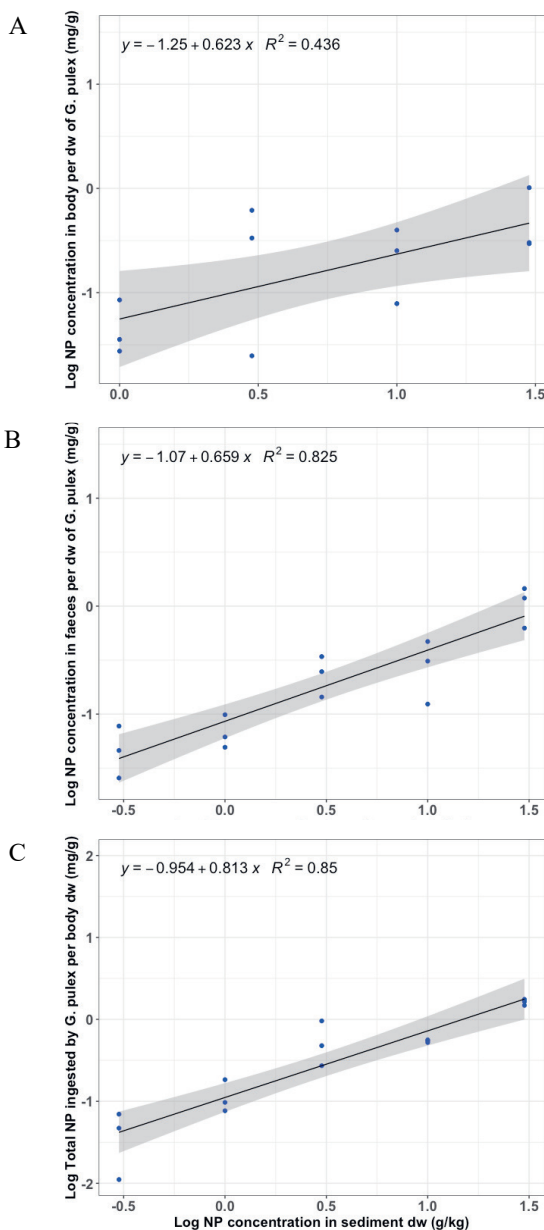 A
y = −1.25 + 0.623 x   R² = 0.436
Log NP concentration in body per dw of G. pulex (mg/g)
1
0
-1
0.0 0.5 1.0 1.5
B
y = −1.07 + 0.659 x   R² = 0.825
Log NP concentration in faeces per dw of G. pulex (mg/g)
1
0
-1
-0.5 0.0 0.5 1.0 1.5
C
y = −0.954 + 0.813 x   R² = 0.85
Log Total NP ingested by G. pulex per body dw (mg/g)
2
1
0
-1
-2
-0.5 0.0 0.5 1.0 1.5
Log NP concentration in sediment dw (g/kg)